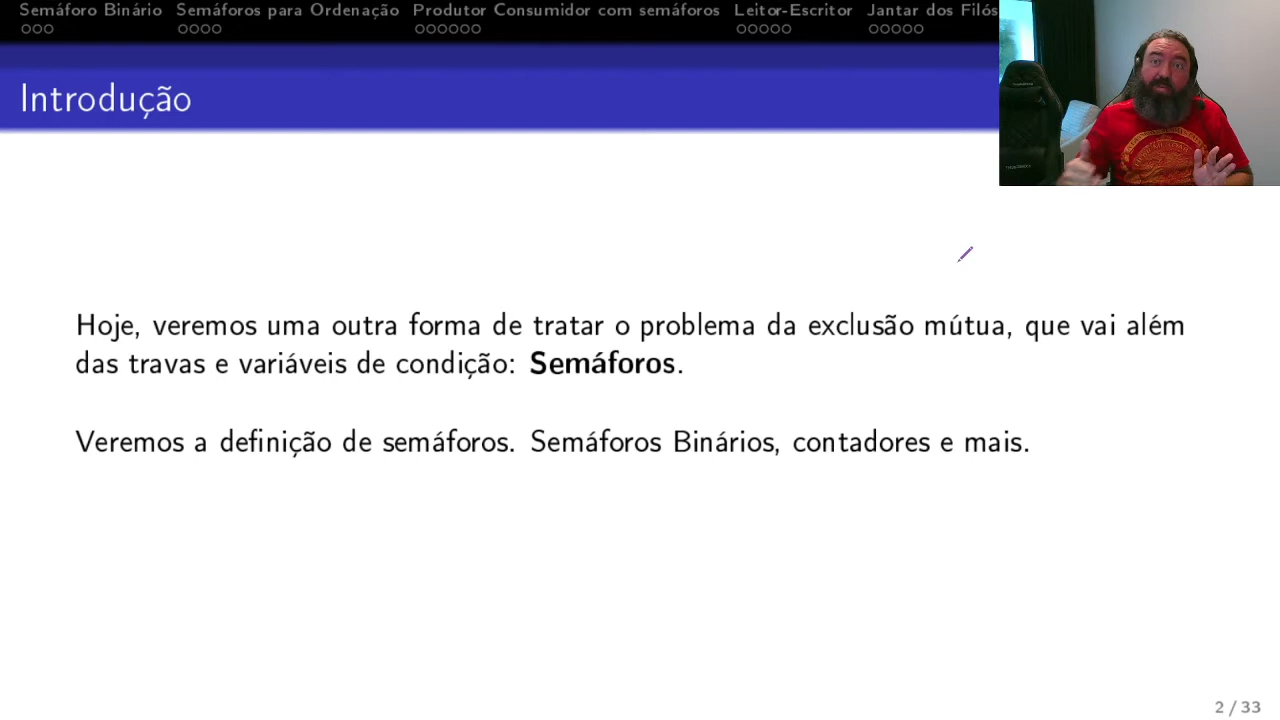 Semáforo Binário Semáforos para Ordenação Produtor Consumidor com semáforos Leitor-Escritor Jantar dos Filós
Introdução
Hoje, veremos uma outra forma de tratar o problema da exclusão mútua, que vai além
das travas e variáveis de condição: Semáforos.
Veremos a definição de semáforos. Semáforos Binários, contadores e mais.
2 / 33